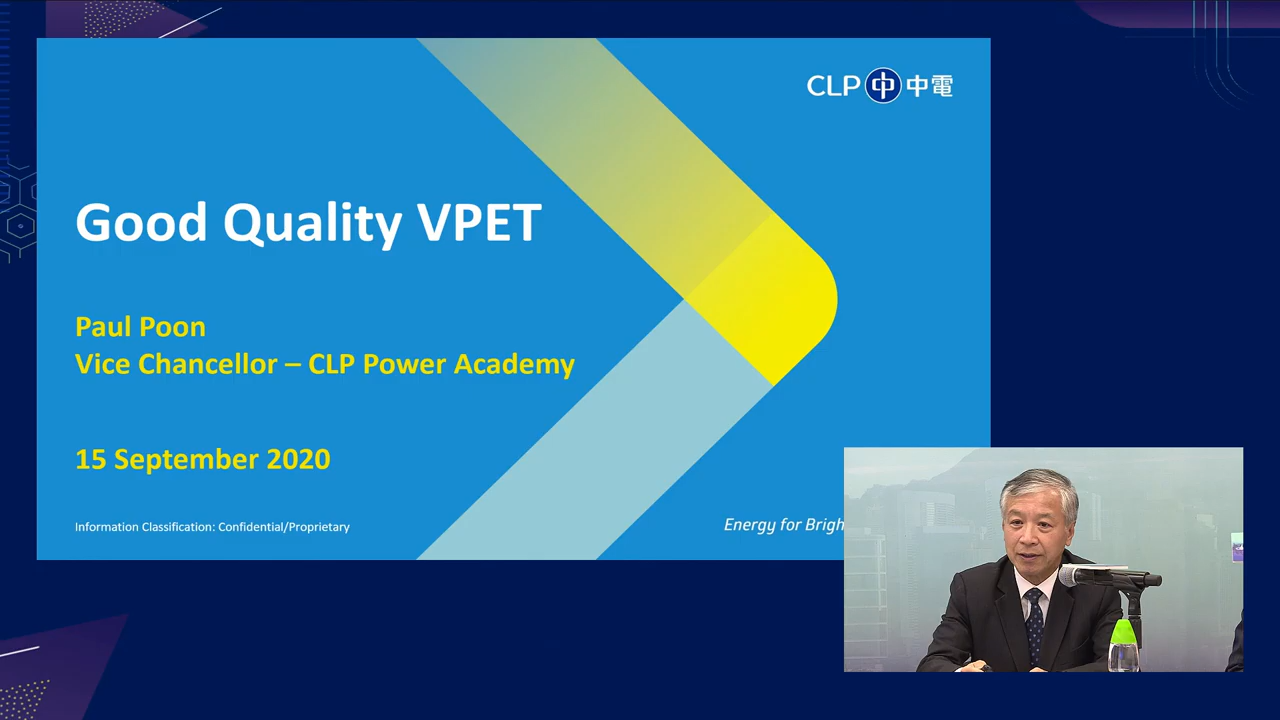 CLP 中 中電
Good Quality VPET
Paul Poon
Vice Chancellor – CLP Power Academy
15 September 2020
Information Classification: Confidential/Proprietary
Energy for